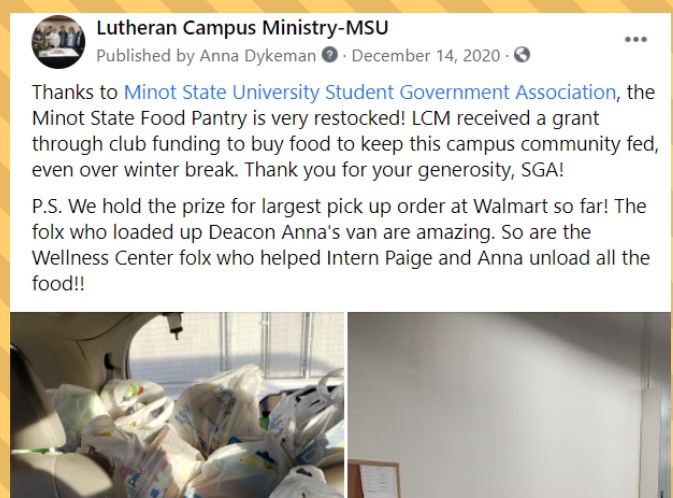 Lutheran Campus Ministry-MSU
Published by Anna Dykeman · December 14, 2020 ·
Thanks to Minot State University Student Government Association, the
Minot State Food Pantry is very restocked! LCM received a grant
through club funding to buy food to keep this campus community fed,
even over winter break. Thank you for your generosity, SGA!
P.S. We hold the prize for largest pick up order at Walmart so far! The
folx who loaded up Deacon Anna's van are amazing. So are the
Wellness Center folx who helped Intern Paige and Anna unload all the
food!!